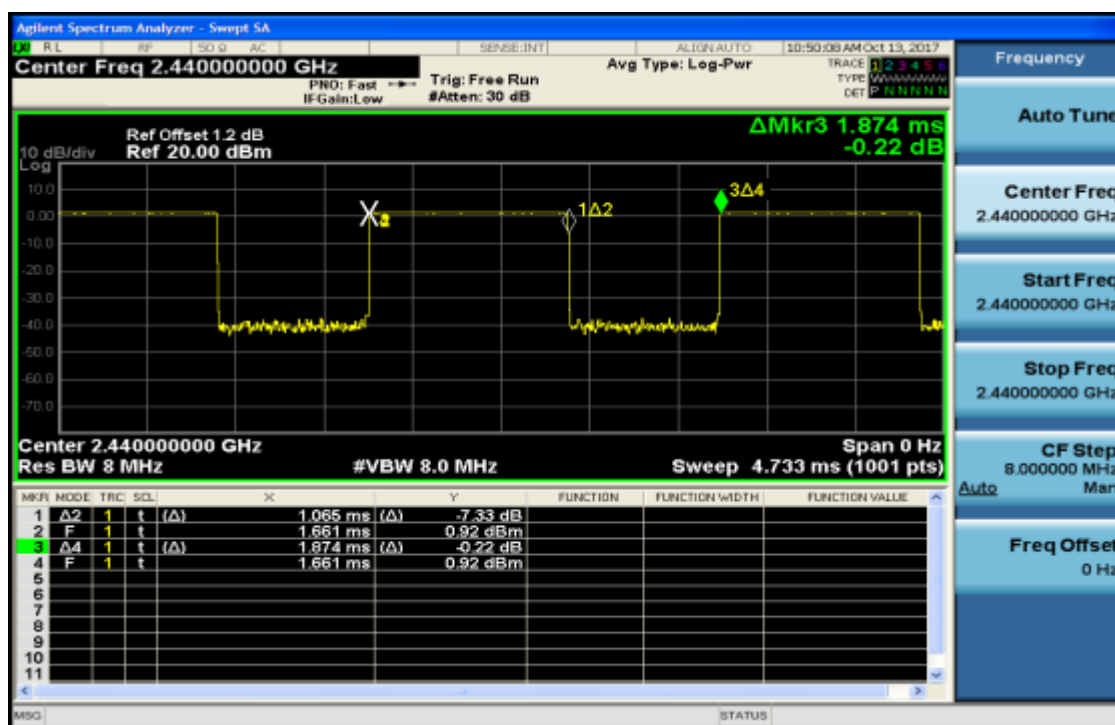 Agilent Spectrum Analyzer - Swept SA
RL RF 50 Ω AC SENSE:INT ALIGN AUTO 10:50:08 AM Oct 13, 2017
Center Freq 2.440000000 GHz
PNO: Fast
IFGain:Low
Trig: Free Run
#Atten: 30 dB
Avg Type: Log-Pwr
TRACE 1 2 3 4 5 6
TYPE
DET P N N N N N
ΔMkr3 1.874 ms
-0.22 dB
Ref Offset 1.2 dB
10 dB/div Ref 20.00 dBm
Log
10.0
0.00
-10.0
-20.0
-30.0
-40.0
-50.0
-60.0
-70.0
X2
1Δ2
3Δ4
Center 2.440000000 GHz Span 0 Hz
Res BW 8 MHz #VBW 8.0 MHz Sweep 4.733 ms (1001 pts)
MKR MODE TRC SCL X Y FUNCTION FUNCTION WIDTH FUNCTION VALUE
1 Δ2 1 t (Δ) 1.065 ms (Δ) -7.33 dB
2 F 1 t 1.661 ms 0.92 dBm
3 Δ4 1 t (Δ) 1.874 ms (Δ) -0.22 dB
4 F 1 t 1.661 ms 0.92 dBm
5
6
7
8
9
10
11
MSG STATUS
Frequency
Auto Tune
Center Freq
2.440000000 GHz
Start Freq
2.440000000 GHz
Stop Freq
2.440000000 GHz
CF Step
8.000000 MHz
Auto Man
Freq Offset
0 Hz